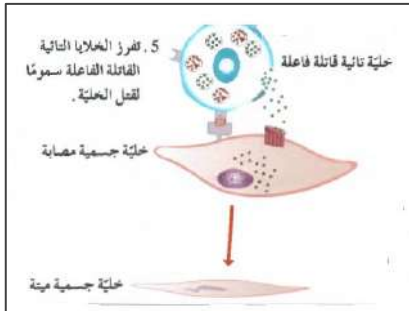 5. تفرز الخلايا التائية
القاتلة الفاعلة سمومًا
لقتل الخليّة.
خليّة تائية قاتلة فاعلة
خليّة جسمية مصابة
خليّة جسمية ميتة